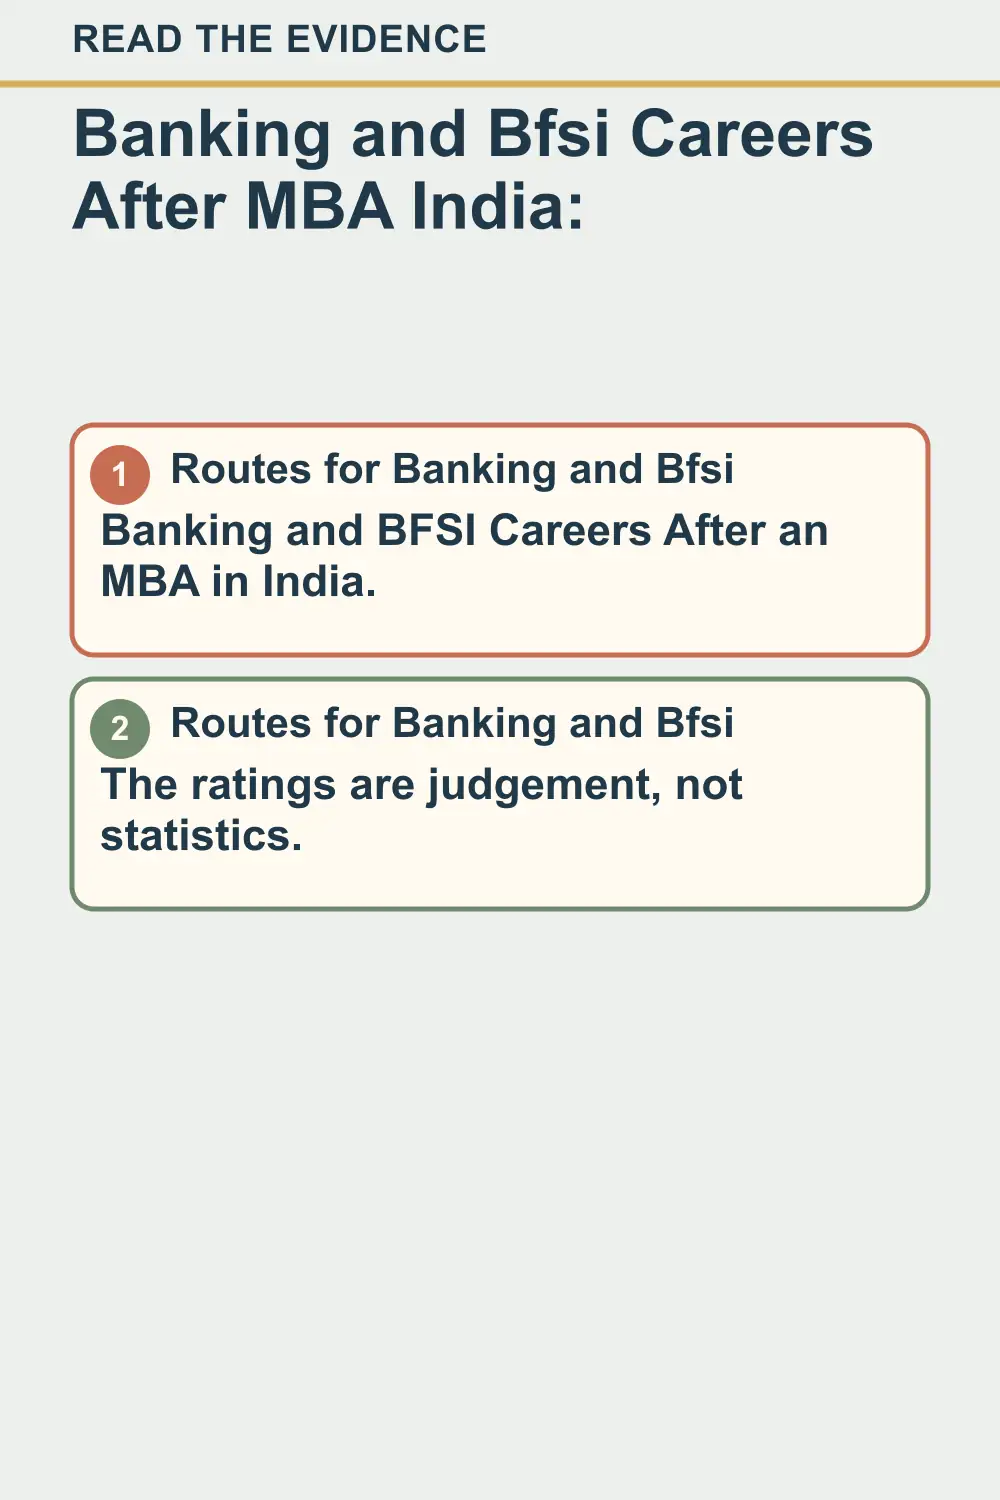 READ THE EVIDENCE
Banking and Bfsi Careers
After MBA India:
1 Routes for Banking and Bfsi
Banking and BFSI Careers After an
MBA in India.
2 Routes for Banking and Bfsi
The ratings are judgement, not
statistics.